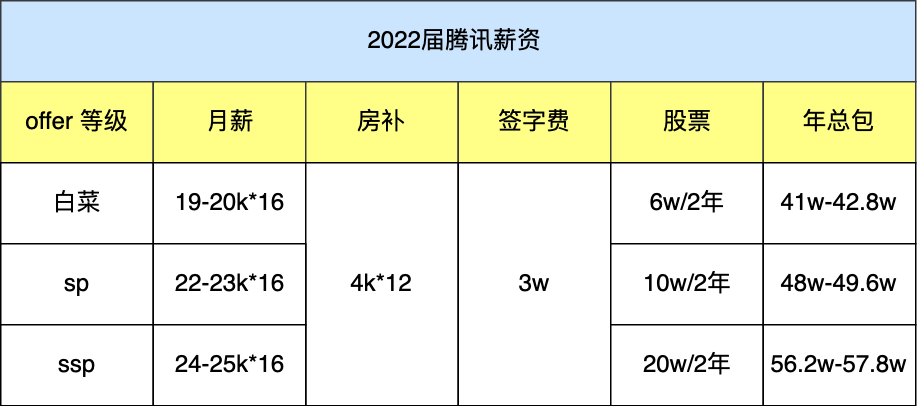 2022届腾讯薪资
offer 等级 月薪 房补 签字费 股票 年总包
白菜 19-20k*16 6w/2年 41w-42.8w
sp 22-23k*16 4k*12 3w 10w/2年 48w-49.6w
ssp 24-25k*16 20w/2年 56.2w-57.8w